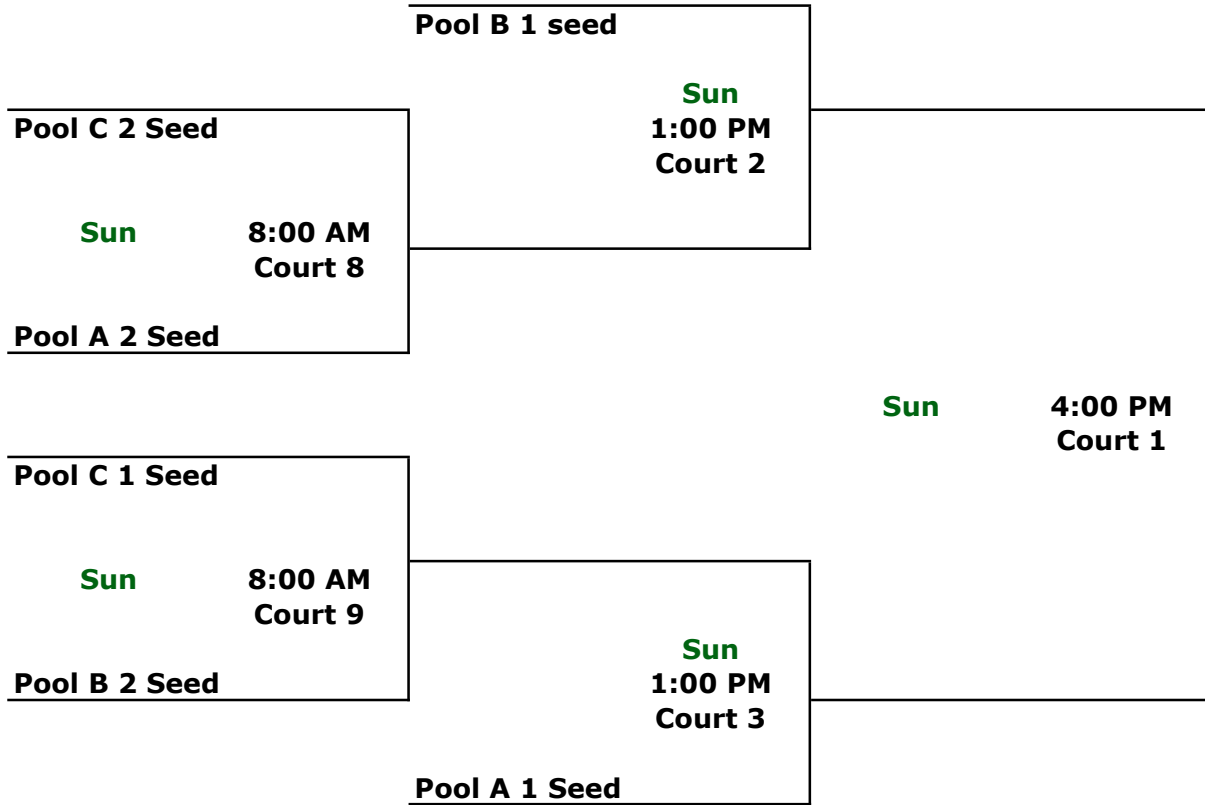 Pool B 1 seed
Sun
1:00 PM
Court 2
Pool C 2 Seed
Sun 8:00 AM
Court 8
Pool A 2 Seed
Sun 4:00 PM
Court 1
Pool C 1 Seed
Sun 8:00 AM
Court 9
Pool B 2 Seed
Sun
1:00 PM
Court 3
Pool A 1 Seed